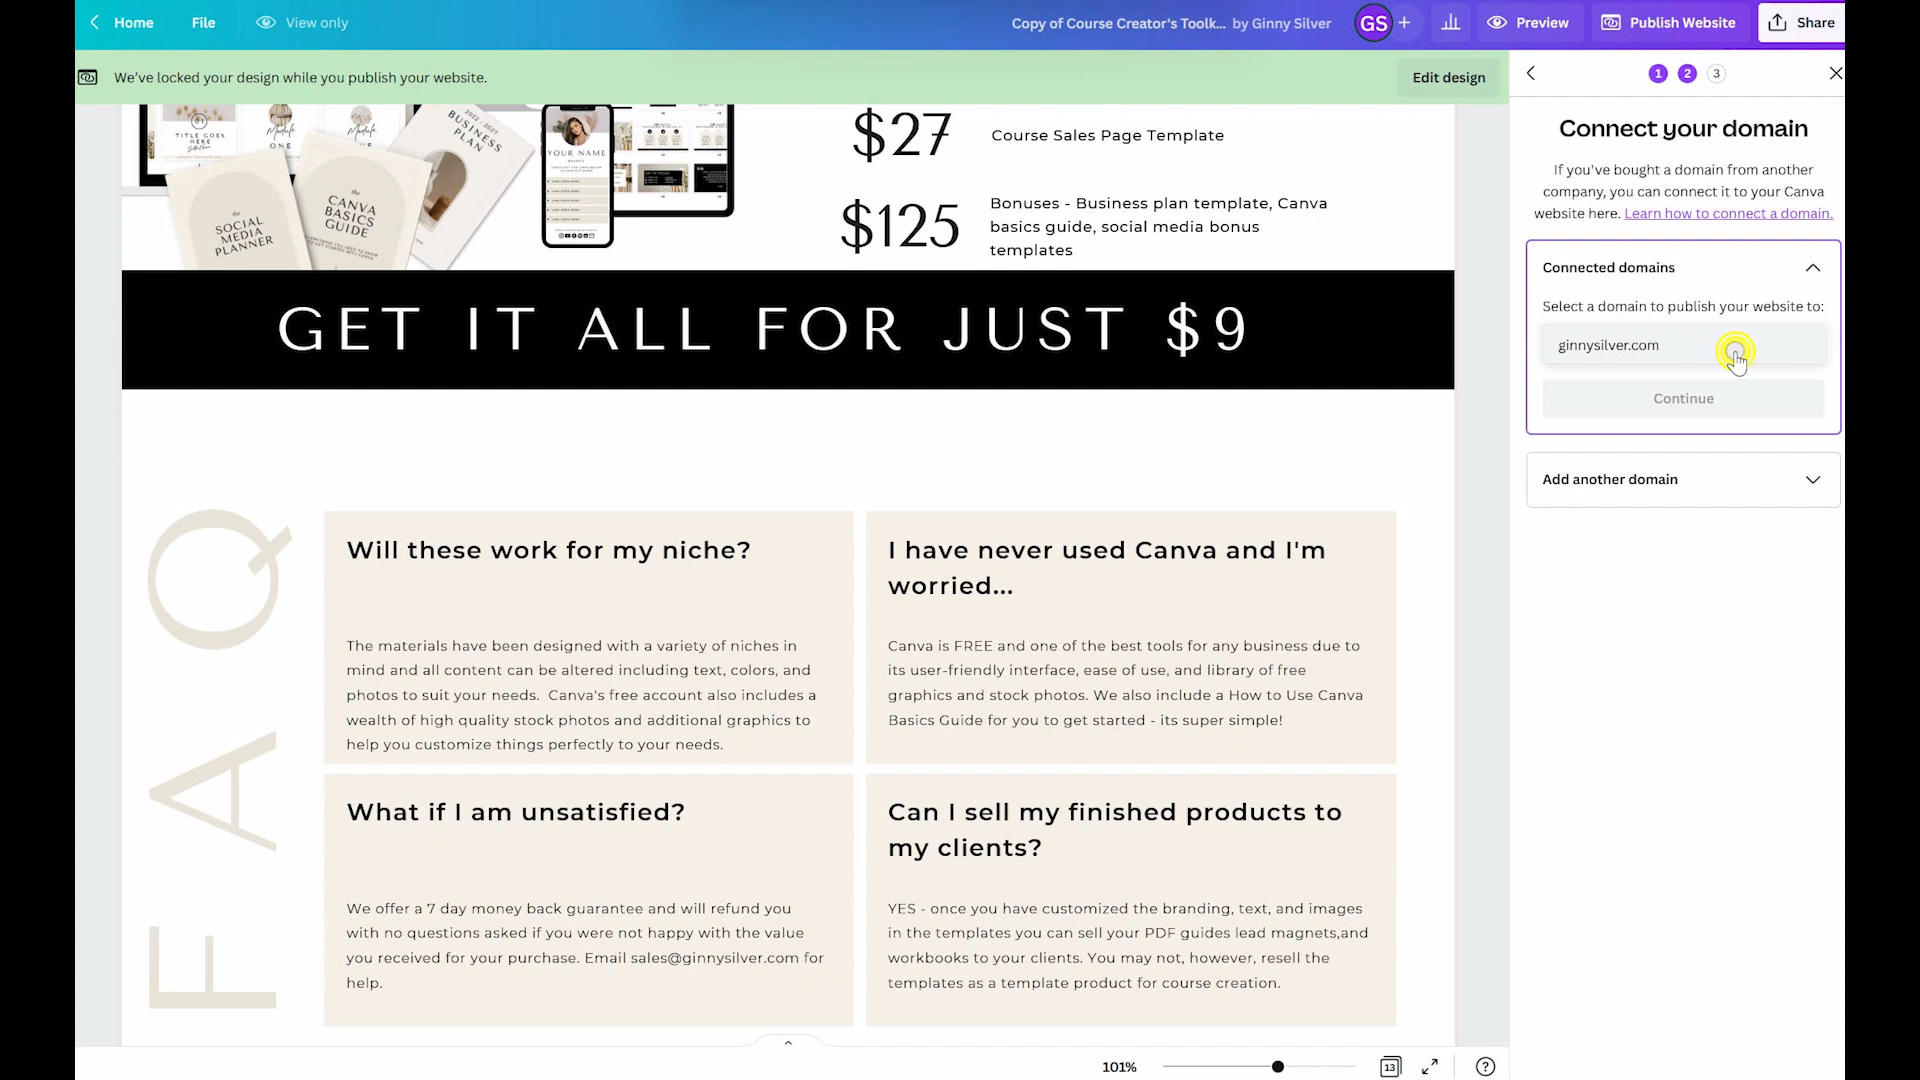 Home File View only Copy of Course Creator's Toolk... by Ginny Silver GS + Preview Publish Website Share
We've locked your design while you publish your website. Edit design
1 2 3
Connect your domain
If you've bought a domain from another
company, you can connect it to your Canva
website here. Learn how to connect a domain.
Connected domains
Select a domain to publish your website to:
ginnysilver.com
Continue
Add another domain
TITLE GOES
HERE
Module
ONE
Module
ONE
2022 - 2027
BUSINESS
PLAN
the
SOCIAL
MEDIA
PLANNER
the
CANVA
BASICS
GUIDE
YOUR NAME
$27 Course Sales Page Template
$125 Bonuses - Business plan template, Canva
basics guide, social media bonus
templates
GET IT ALL FOR JUST $9
FAQ
Will these work for my niche?
The materials have been designed with a variety of niches in
mind and all content can be altered including text, colors, and
photos to suit your needs.  Canva's free account also includes a
wealth of high quality stock photos and additional graphics to
help you customize things perfectly to your needs.
I have never used Canva and I'm
worried...
Canva is FREE and one of the best tools for any business due to
its user-friendly interface, ease of use, and library of free
graphics and stock photos. We also include a How to Use Canva
Basics Guide for you to get started - its super simple!
What if I am unsatisfied?
We offer a 7 day money back guarantee and will refund you
with no questions asked if you were not happy with the value
you received for your purchase. Email sales@ginnysilver.com for
help.
Can I sell my finished products to
my clients?
YES - once you have customized the branding, text, and images
in the templates you can sell your PDF guides lead magnets,and
workbooks to your clients. You may not, however, resell the
templates as a template product for course creation.
101% 13 ?